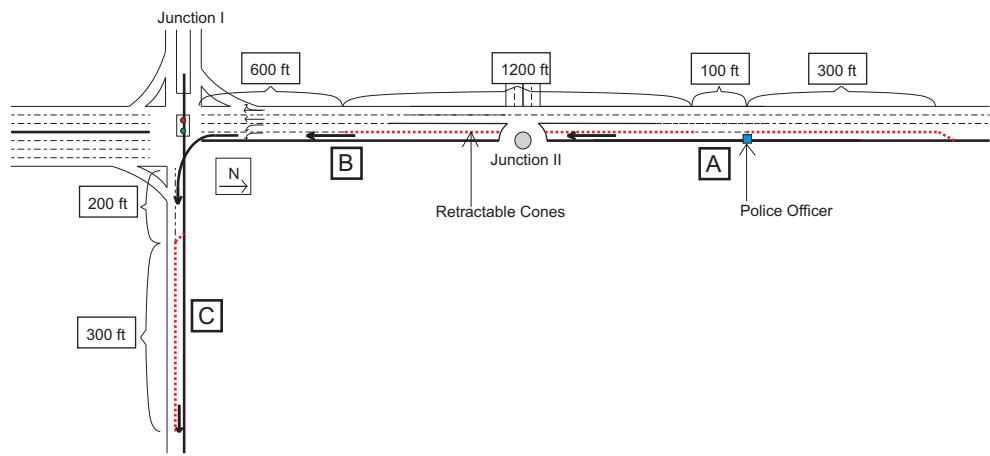 Junction I
600 ft
1200 ft
100 ft
300 ft
B
Junction II
A
N
200 ft
Retractable Cones
Police Officer
C
300 ft